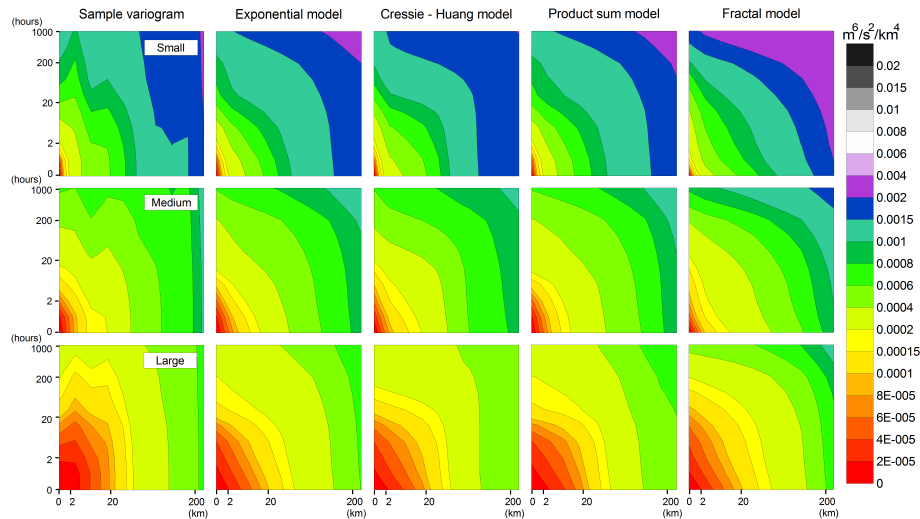 Sample variogram Exponential model Cressie - Huang model Product sum model Fractal model
(hours) m⁶/s²/km⁴
1000
Small
200
20
2
0
(hours)
1000
Medium
200
20
2
0
(hours)
1000
Large
200
20
2
0
0 2 20 200 0 2 20 200 0 2 20 200 0 2 20 200 0 2 20 200
(km) (km) (km) (km) (km)
0.02
0.015
0.01
0.008
0.006
0.004
0.002
0.0015
0.001
0.0008
0.0006
0.0004
0.0002
0.00015
0.0001
8E-005
6E-005
4E-005
2E-005
0